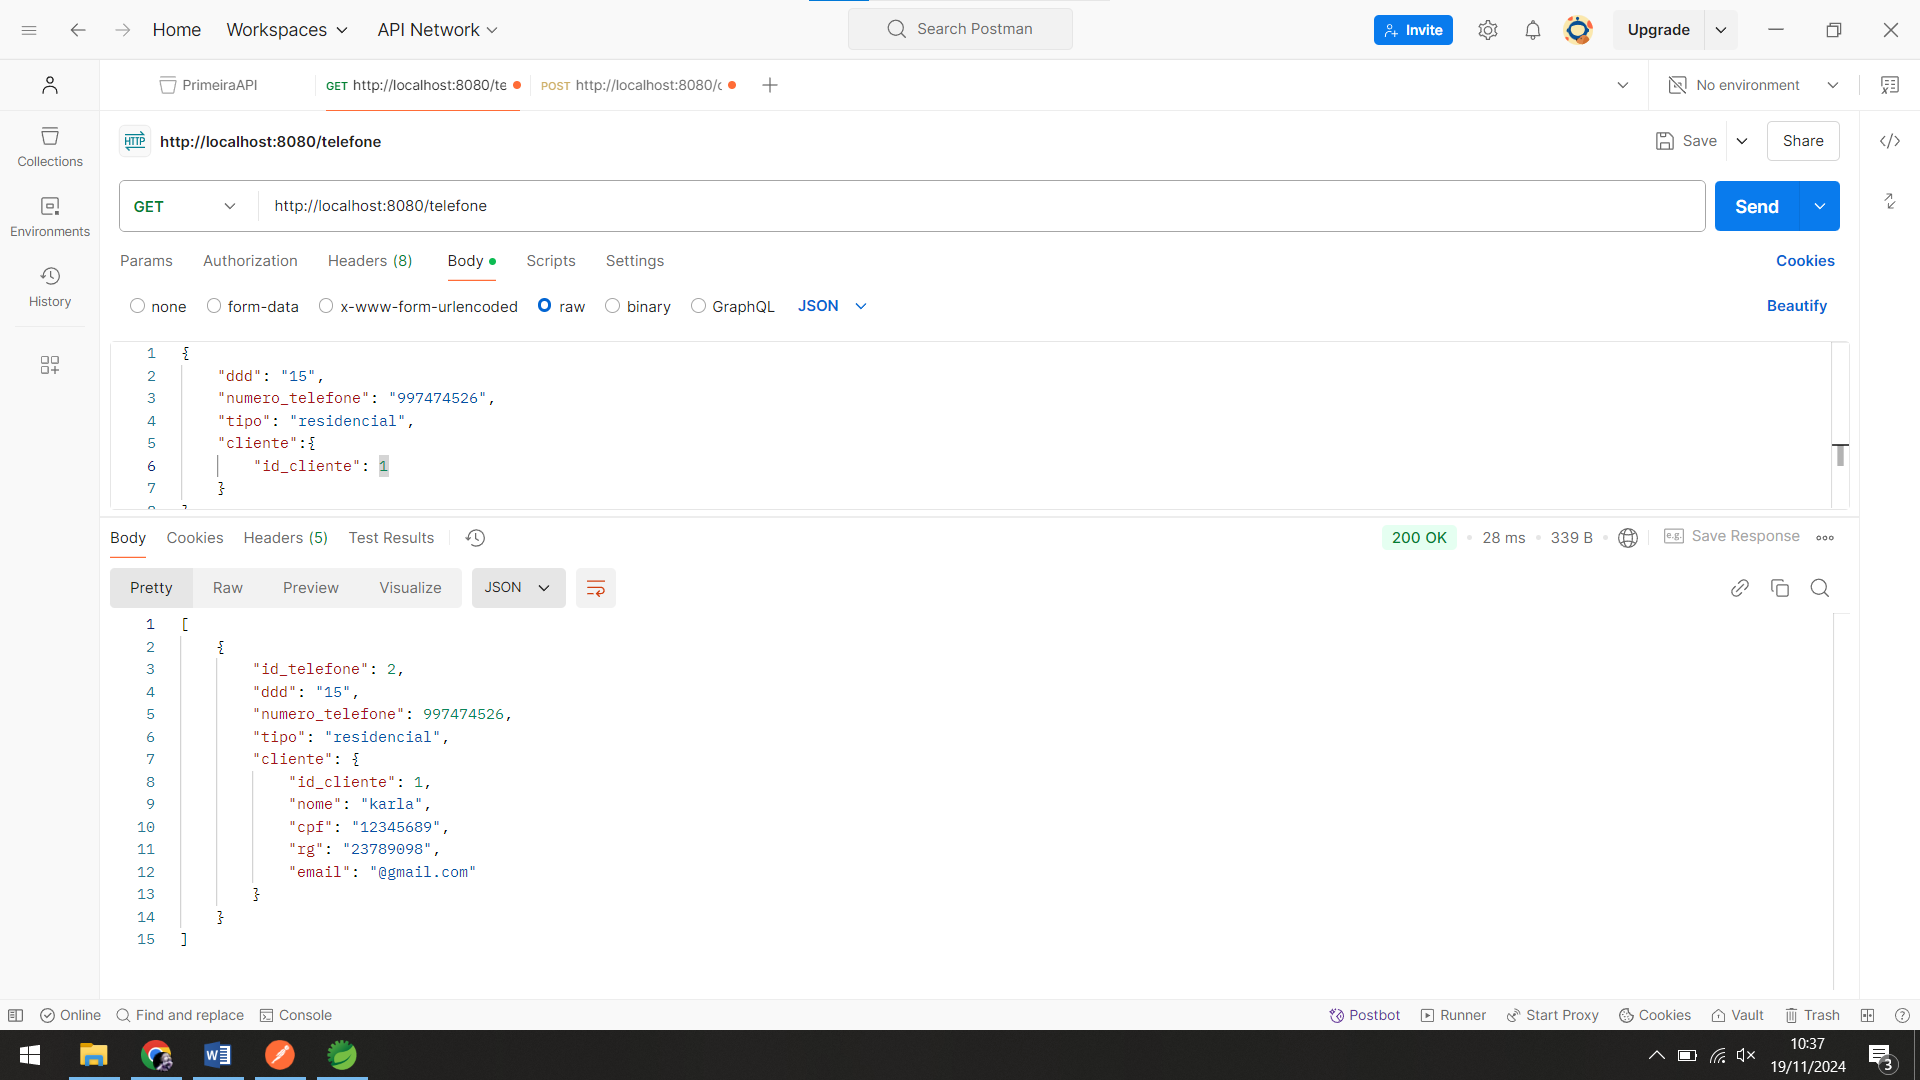 Home Workspaces API Network Search Postman Invite Upgrade
PrimeiraAPI GET http://localhost:8080/te POST http://localhost:8080/c No environment
HTTP http://localhost:8080/telefone Save Share
GET http://localhost:8080/telefone Send
Collections
Environments
History
Params Authorization Headers (8) Body Scripts Settings Cookies
none form-data x-www-form-urlencoded raw binary GraphQL JSON Beautify
1 {
2 "ddd": "15",
3 "numero_telefone": "997474526",
4 "tipo": "residencial",
5 "cliente":{
6 "id_cliente": 1
7 }
Body Cookies Headers (5) Test Results 200 OK 28 ms 339 B e.g. Save Response
Pretty Raw Preview Visualize JSON
1 [
2 {
3 "id_telefone": 2,
4 "ddd": "15",
5 "numero_telefone": 997474526,
6 "tipo": "residencial",
7 "cliente": {
8 "id_cliente": 1,
9 "nome": "karla",
10 "cpf": "12345689",
11 "rg": "23789098",
12 "email": "@gmail.com"
13 }
14 }
15 ]
Online Find and replace Console Postbot Runner Start Proxy Cookies Vault Trash
10:37
19/11/2024
3